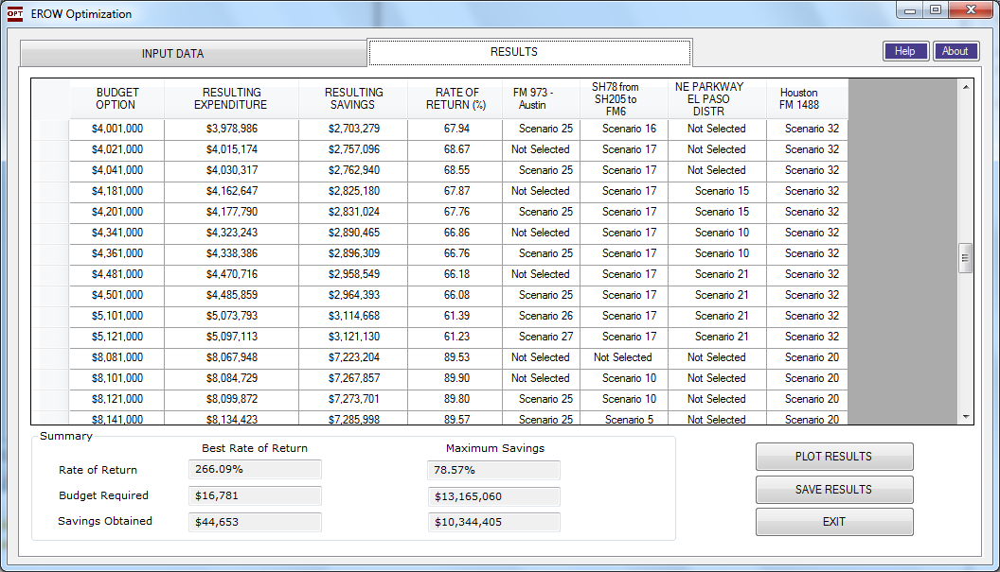 OPT EROW Optimization
INPUT DATA RESULTS Help About
BUDGET OPTION RESULTING EXPENDITURE RESULTING SAVINGS RATE OF RETURN (%) FM 973 - Austin SH78 from SH205 to FM6 NE PARKWAY EL PASO DISTR Houston FM 1488
$4,001,000 $3,978,986 $2,703,279 67.94 Scenario 25 Scenario 16 Not Selected Scenario 32
$4,021,000 $4,015,174 $2,757,096 68.67 Not Selected Scenario 17 Not Selected Scenario 32
$4,041,000 $4,030,317 $2,762,940 68.55 Scenario 25 Scenario 17 Not Selected Scenario 32
$4,181,000 $4,162,647 $2,825,180 67.87 Not Selected Scenario 17 Scenario 15 Scenario 32
$4,201,000 $4,177,790 $2,831,024 67.76 Scenario 25 Scenario 17 Scenario 15 Scenario 32
$4,341,000 $4,323,243 $2,890,465 66.86 Not Selected Scenario 17 Scenario 10 Scenario 32
$4,361,000 $4,338,386 $2,896,309 66.76 Scenario 25 Scenario 17 Scenario 10 Scenario 32
$4,481,000 $4,470,716 $2,958,549 66.18 Not Selected Scenario 17 Scenario 21 Scenario 32
$4,501,000 $4,485,859 $2,964,393 66.08 Scenario 25 Scenario 17 Scenario 21 Scenario 32
$5,101,000 $5,073,793 $3,114,668 61.39 Scenario 26 Scenario 17 Scenario 21 Scenario 32
$5,121,000 $5,097,113 $3,121,130 61.23 Scenario 27 Scenario 17 Scenario 21 Scenario 32
$8,081,000 $8,067,948 $7,223,204 89.53 Not Selected Not Selected Not Selected Scenario 20
$8,101,000 $8,084,729 $7,267,857 89.90 Not Selected Scenario 10 Not Selected Scenario 20
$8,121,000 $8,099,872 $7,273,701 89.80 Scenario 25 Scenario 10 Not Selected Scenario 20
$8,141,000 $8,134,423 $7,285,998 89.57 Scenario 25 Scenario 5 Not Selected Scenario 20
Summary
Best Rate of Return Maximum Savings
Rate of Return 266.09% 78.57%
Budget Required $16,781 $13,165,060
Savings Obtained $44,653 $10,344,405
PLOT RESULTS
SAVE RESULTS
EXIT